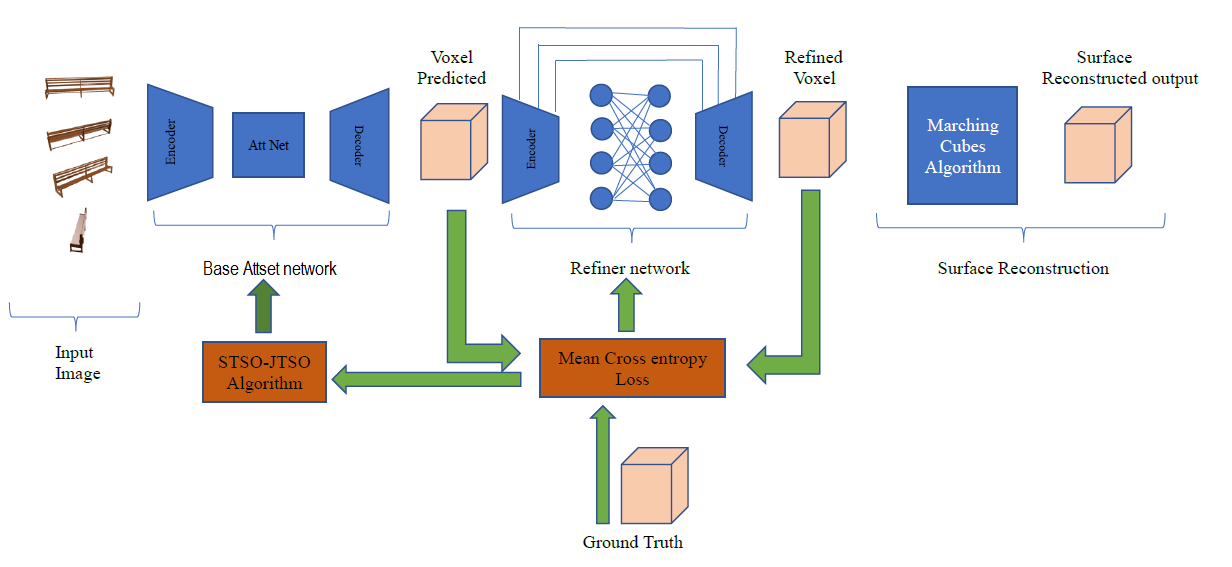 Voxel
Predicted
Refined
Voxel
Surface
Reconstructed output
Encoder
Att Net
Decoder
Encoder
Decoder
Marching
Cubes
Algorithm
Base Attset network
Refiner network
Surface Reconstruction
Input
Image
STSO-JTSO
Algorithm
Mean Cross entropy
Loss
Ground Truth